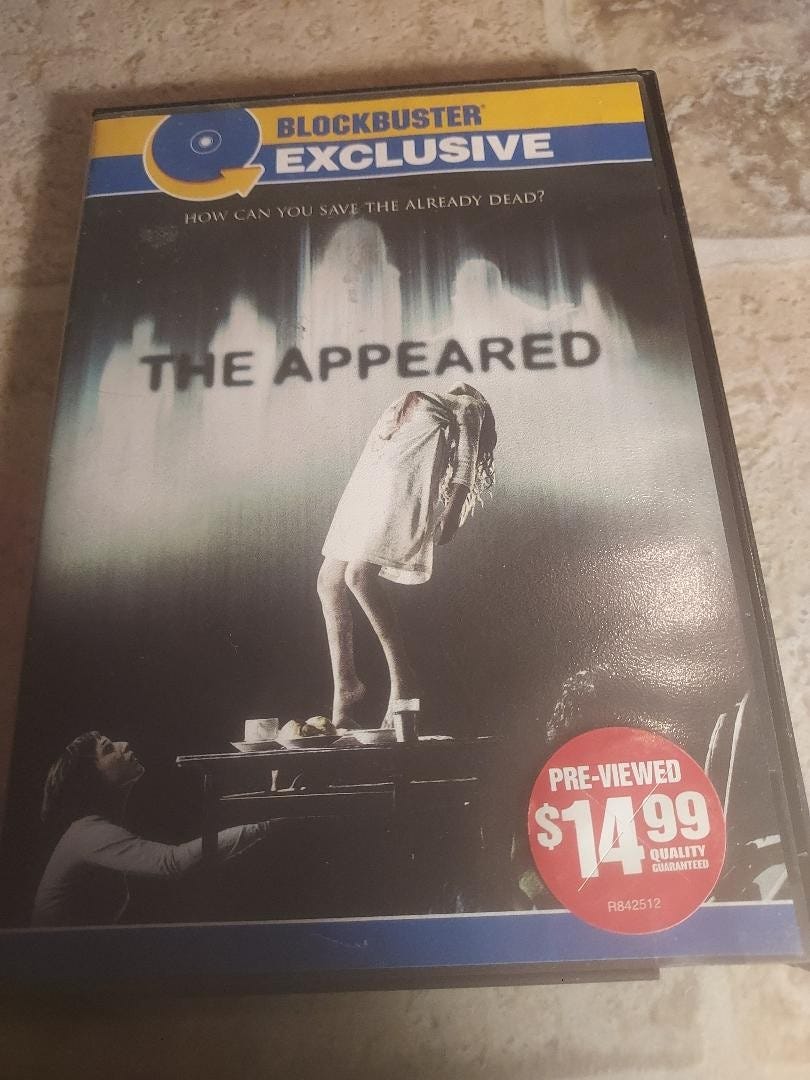 BLOCKBUSTER®
EXCLUSIVE
HOW CAN YOU SAVE THE ALREADY DEAD?
THE APPEARED
PRE-VIEWED
$14.99
QUALITY
GUARANTEED
R842512